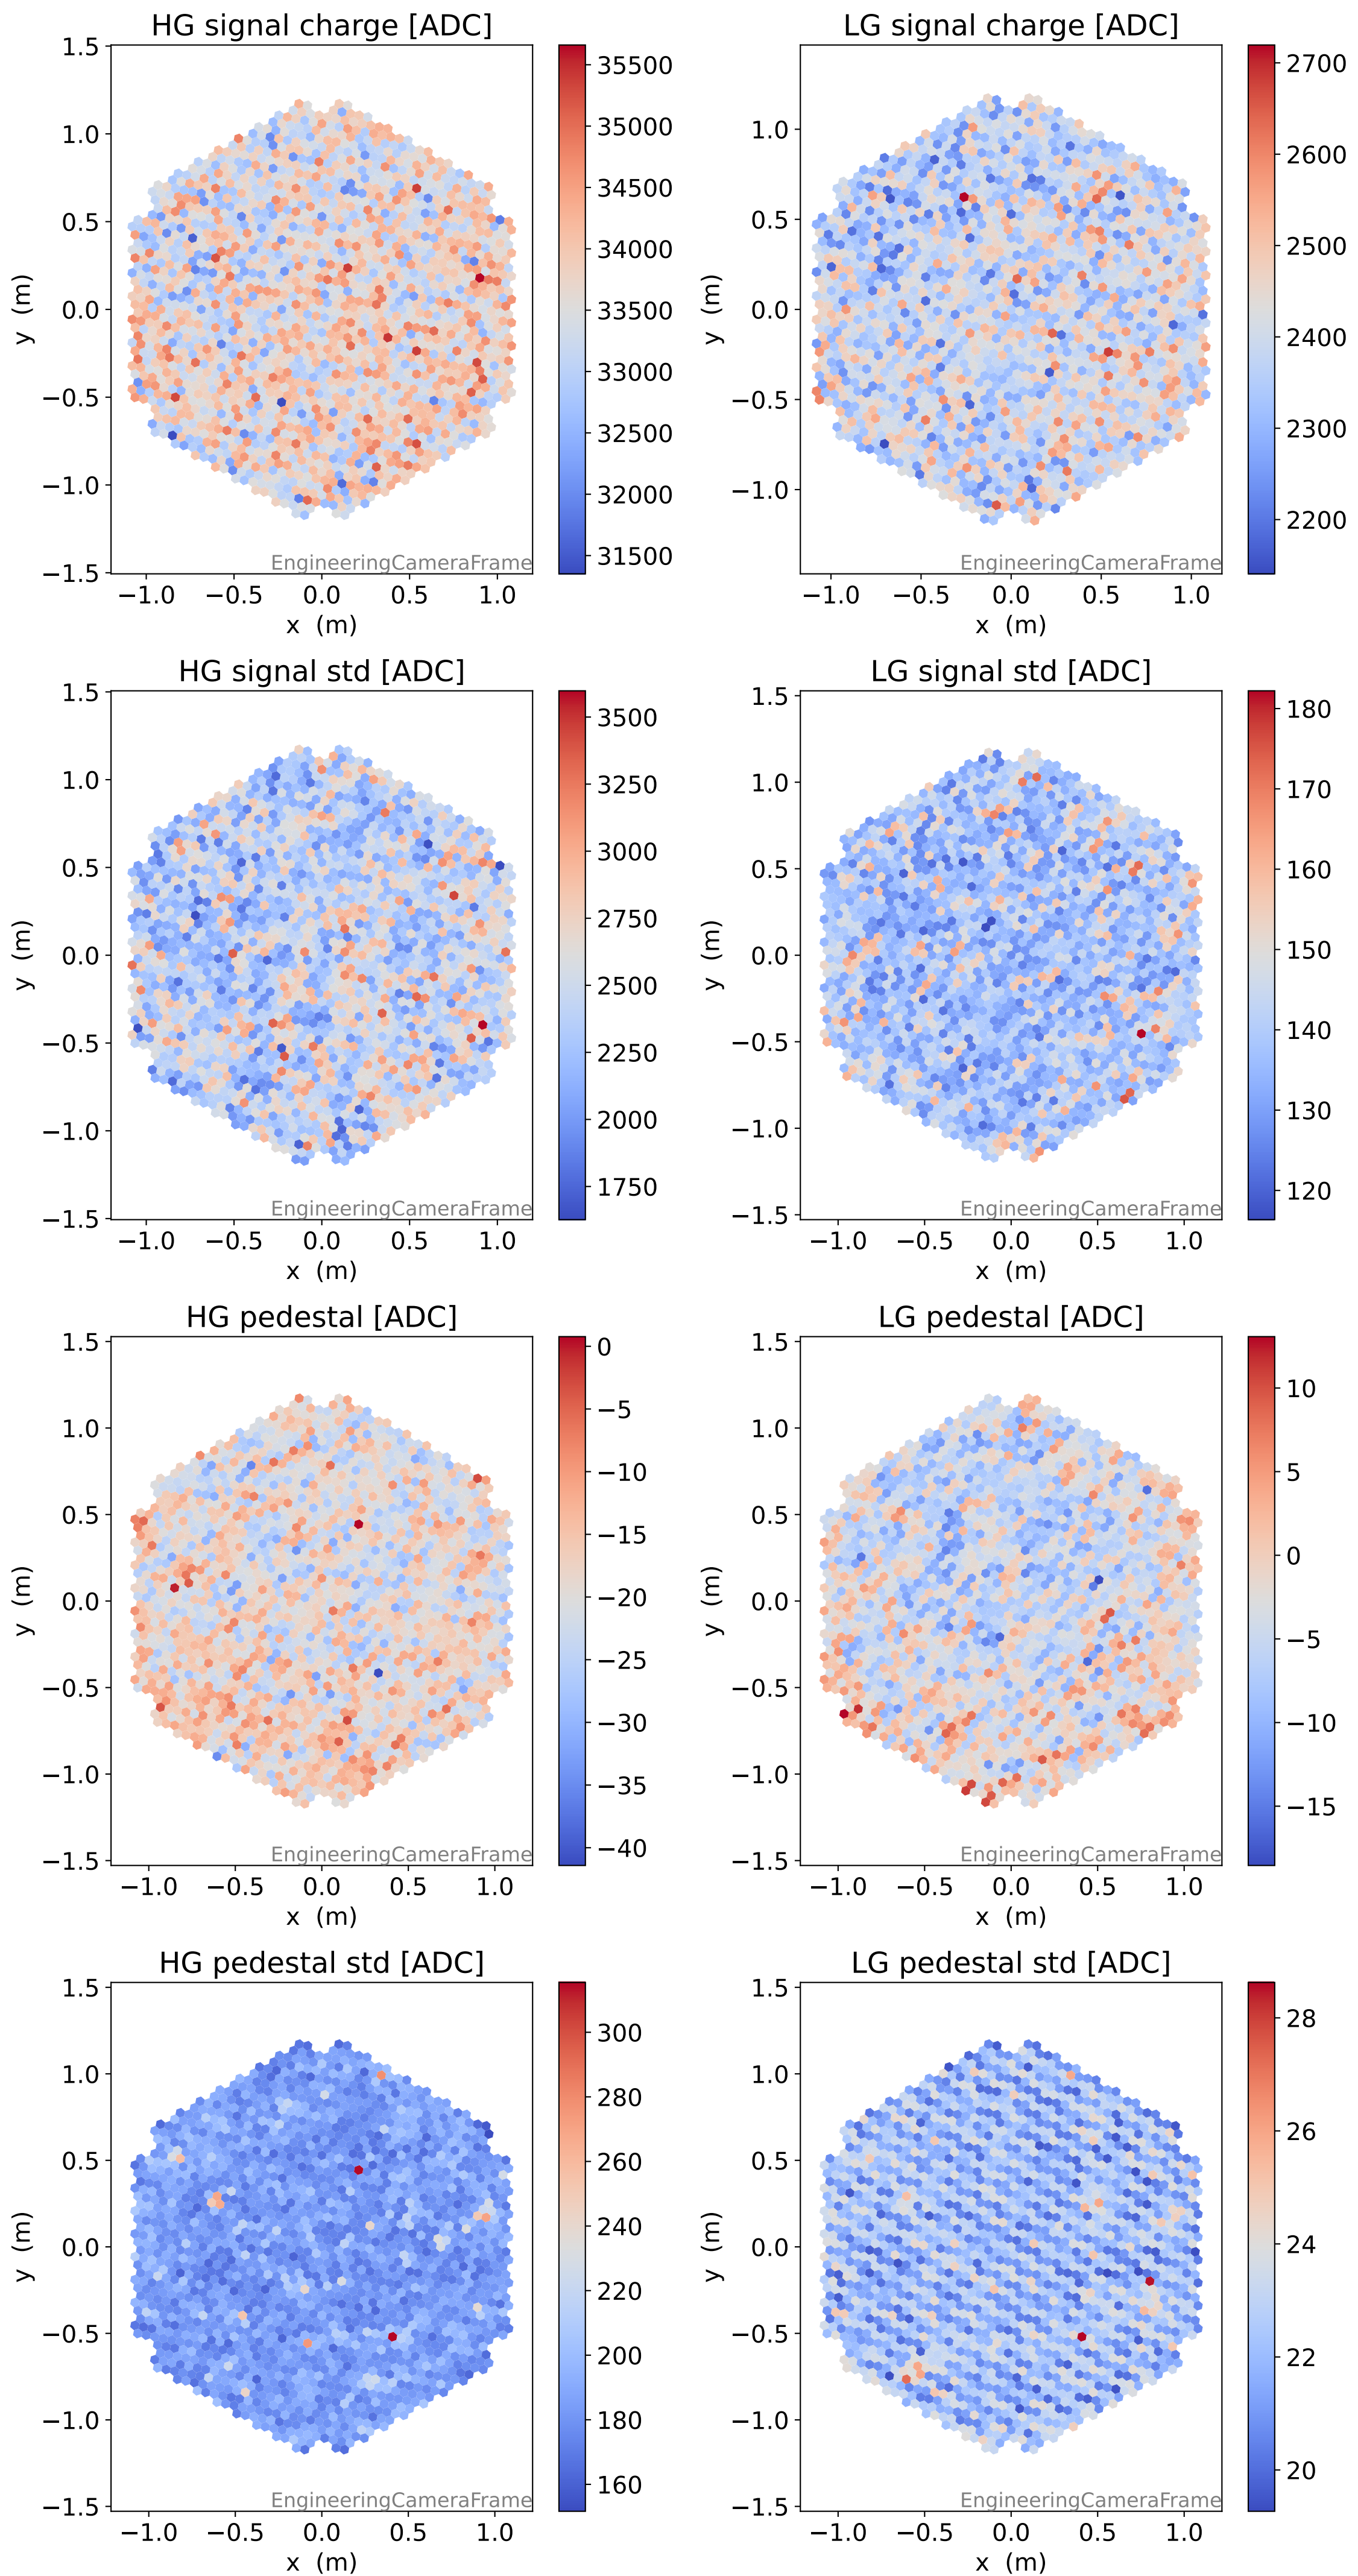 HG signal charge [ADC]
1.5
1.0
0.5
0.0
−0.5
−1.0
−1.5
y (m)
−1.0 −0.5 0.0 0.5 1.0
x (m)
EngineeringCameraFrame
35500
35000
34500
34000
33500
33000
32500
32000
31500
LG signal charge [ADC]
1.0
0.5
0.0
−0.5
−1.0
y (m)
−1.0 −0.5 0.0 0.5 1.0
x (m)
EngineeringCameraFrame
2700
2600
2500
2400
2300
2200
HG signal std [ADC]
1.5
1.0
0.5
0.0
−0.5
−1.0
−1.5
y (m)
−1.0 −0.5 0.0 0.5 1.0
x (m)
EngineeringCameraFrame
3500
3250
3000
2750
2500
2250
2000
1750
LG signal std [ADC]
1.5
1.0
0.5
0.0
−0.5
−1.0
−1.5
y (m)
−1.0 −0.5 0.0 0.5 1.0
x (m)
EngineeringCameraFrame
180
170
160
150
140
130
120
HG pedestal [ADC]
1.5
1.0
0.5
0.0
−0.5
−1.0
−1.5
y (m)
−1.0 −0.5 0.0 0.5 1.0
x (m)
EngineeringCameraFrame
0
−5
−10
−15
−20
−25
−30
−35
−40
LG pedestal [ADC]
1.5
1.0
0.5
0.0
−0.5
−1.0
−1.5
y (m)
−1.0 −0.5 0.0 0.5 1.0
x (m)
EngineeringCameraFrame
10
5
0
−5
−10
−15
HG pedestal std [ADC]
1.5
1.0
0.5
0.0
−0.5
−1.0
−1.5
y (m)
−1.0 −0.5 0.0 0.5 1.0
x (m)
EngineeringCameraFrame
300
280
260
240
220
200
180
160
LG pedestal std [ADC]
1.5
1.0
0.5
0.0
−0.5
−1.0
−1.5
y (m)
−1.0 −0.5 0.0 0.5 1.0
x (m)
EngineeringCameraFrame
28
26
24
22
20